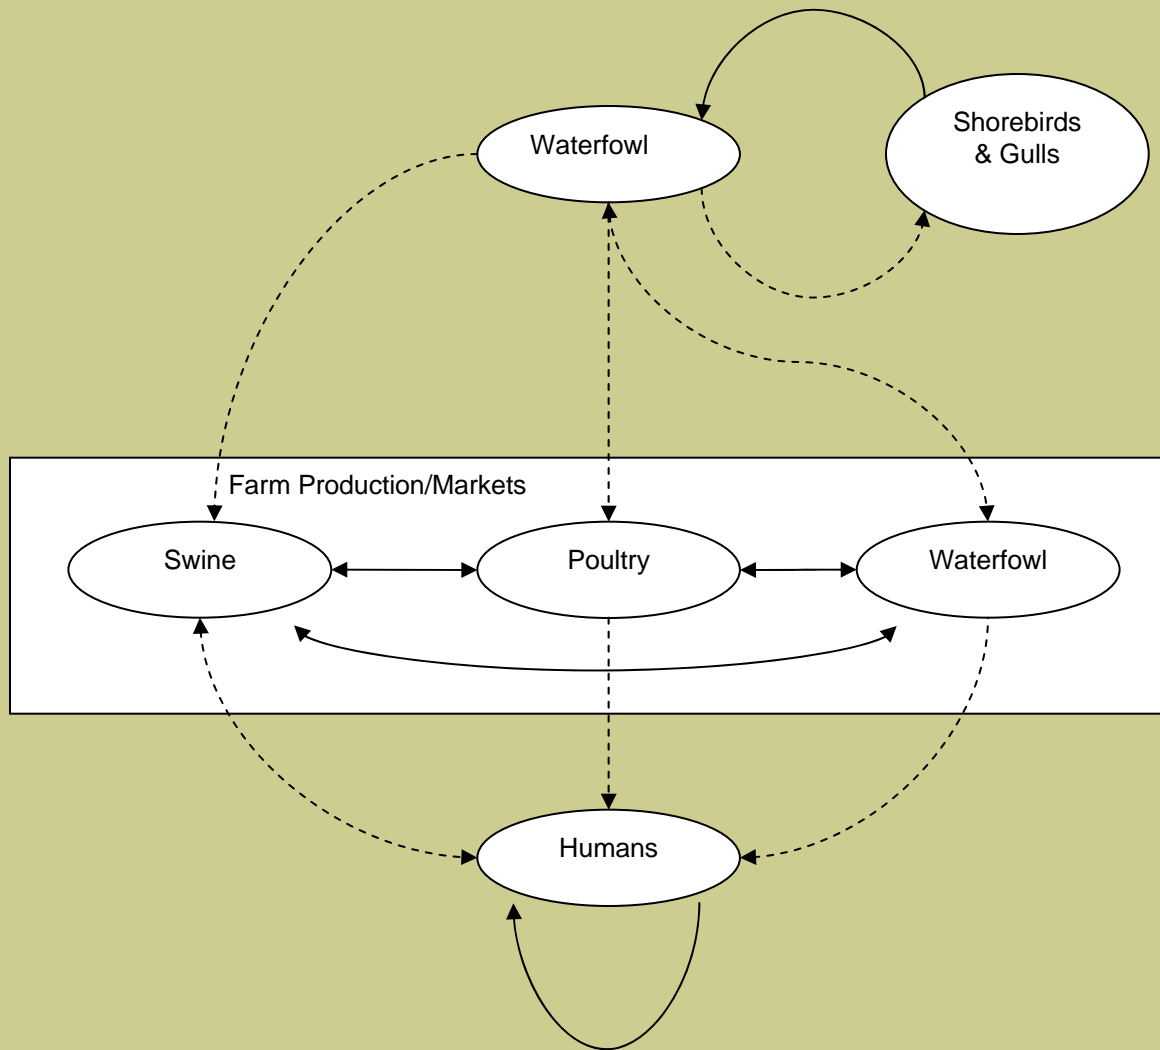 Waterfowl
Shorebirds
& Gulls
Farm Production/Markets
Swine
Poultry
Waterfowl
Humans